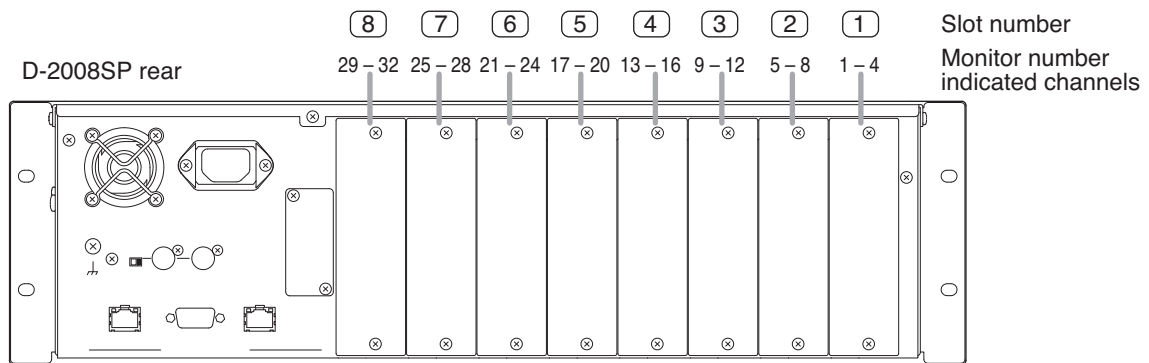 8 7 6 5 4 3 2 1 Slot number
D-2008SP rear 29 – 32 25 – 28 21 – 24 17 – 20 13 – 16 9 – 12 5 – 8 1 – 4 Monitor number
indicated channels